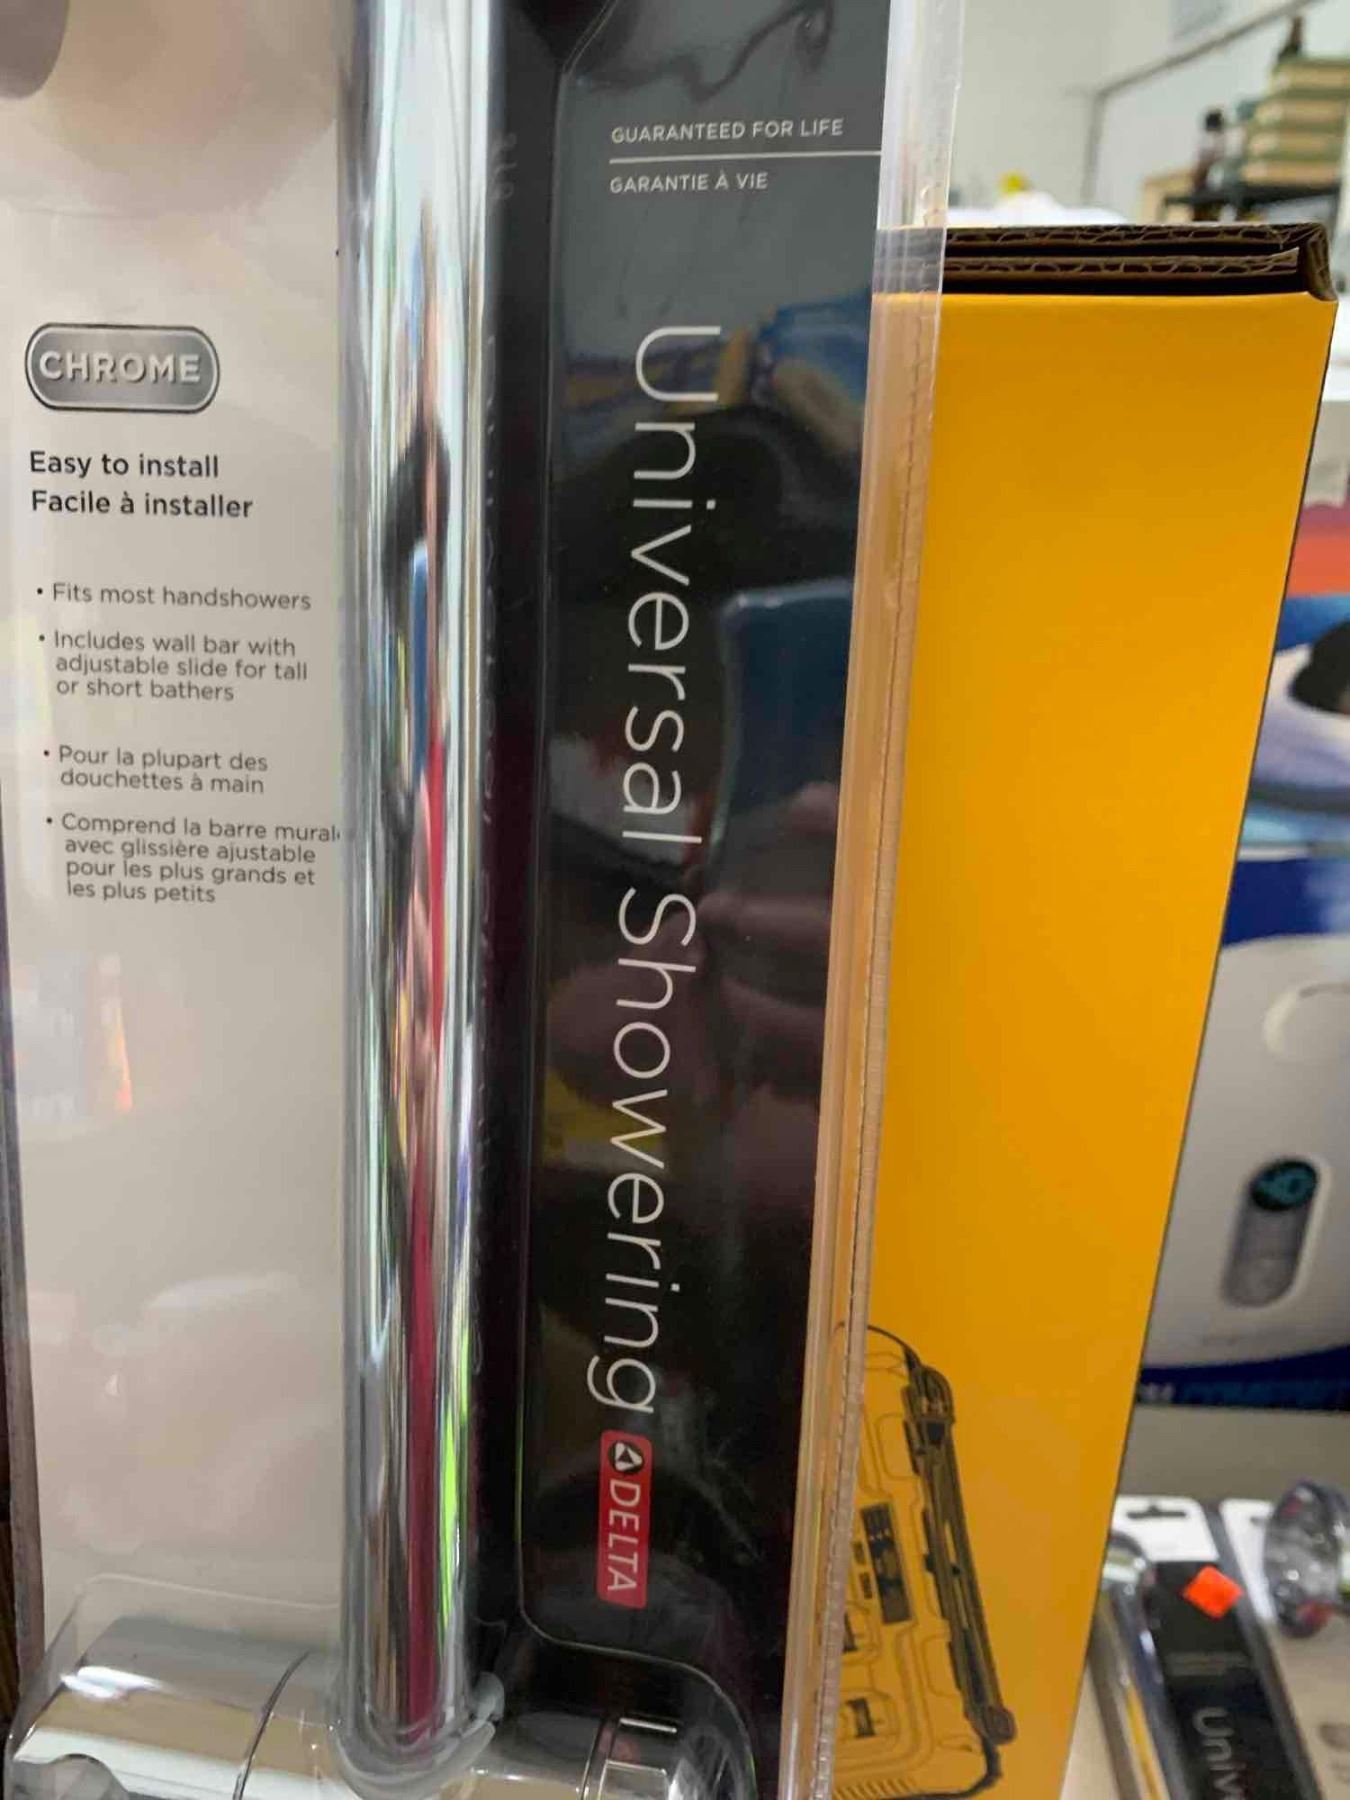 GUARANTEED FOR LIFE
GARANTIE À VIE
CHROME
Easy to install
Facile à installer
• Fits most handshowers
• Includes wall bar with
adjustable slide for tall
or short bathers
• Pour la plupart des
douchettes à main
• Comprend la barre murale
avec glissière ajustable
pour les plus grands et
les plus petits
Universal Showering
DELTA
Univ